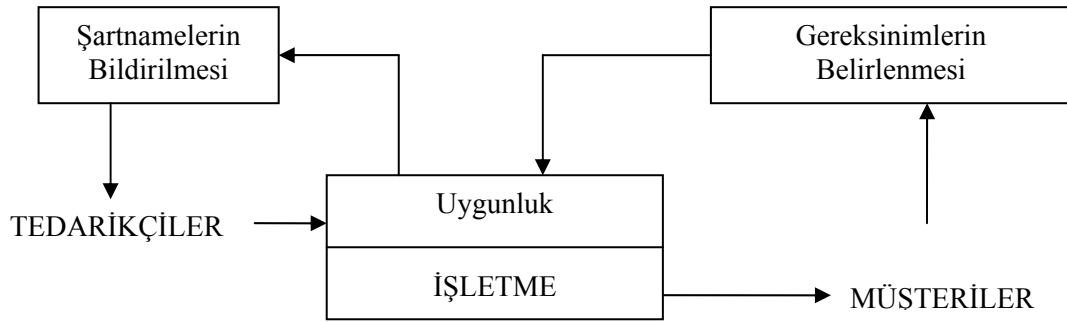 Şartnamelerin
Bildirilmesi
Gereksinimlerin
Belirlenmesi
Uygunluk
TEDARİKÇİLER
İŞLETME
MÜŞTERİLER